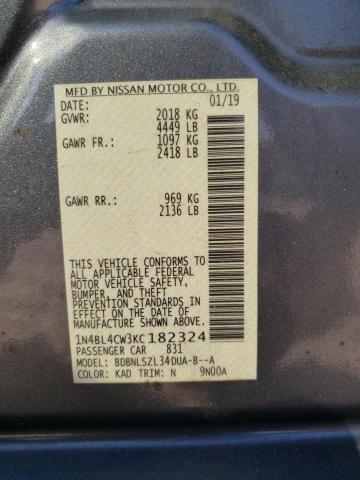 MFD BY NISSAN MOTOR CO., LTD.
DATE: 01/19
GVWR: 2018 KG
4449 LB
GAWR FR.: 1097 KG
2418 LB
GAWR RR.: 969 KG
2136 LB
THIS VEHICLE CONFORMS TO
ALL APPLICABLE FEDERAL
MOTOR VEHICLE SAFETY,
BUMPER, AND THEFT
PREVENTION STANDARDS IN
EFFECT ON THE DATE OF
MANUFACTURE SHOWN ABOVE.
1N4BL4CW3KC182324
PASSENGER CAR 831
MODEL: BDBNLSZL34DUA-B--A
COLOR: KAD TRIM: N 9N00A